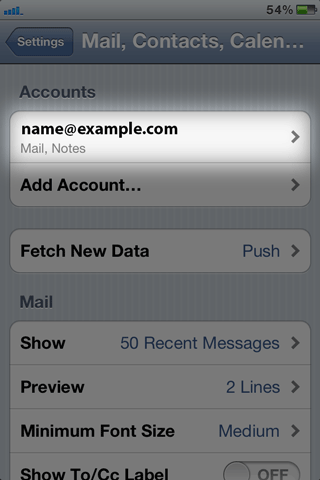 54%
Settings
Mail, Contacts, Calen...
Accounts
name@example.com
Mail, Notes
Add Account...
Fetch New Data Push
Mail
Show 50 Recent Messages
Preview 2 Lines
Minimum Font Size Medium
Show To/Cc Label OFF